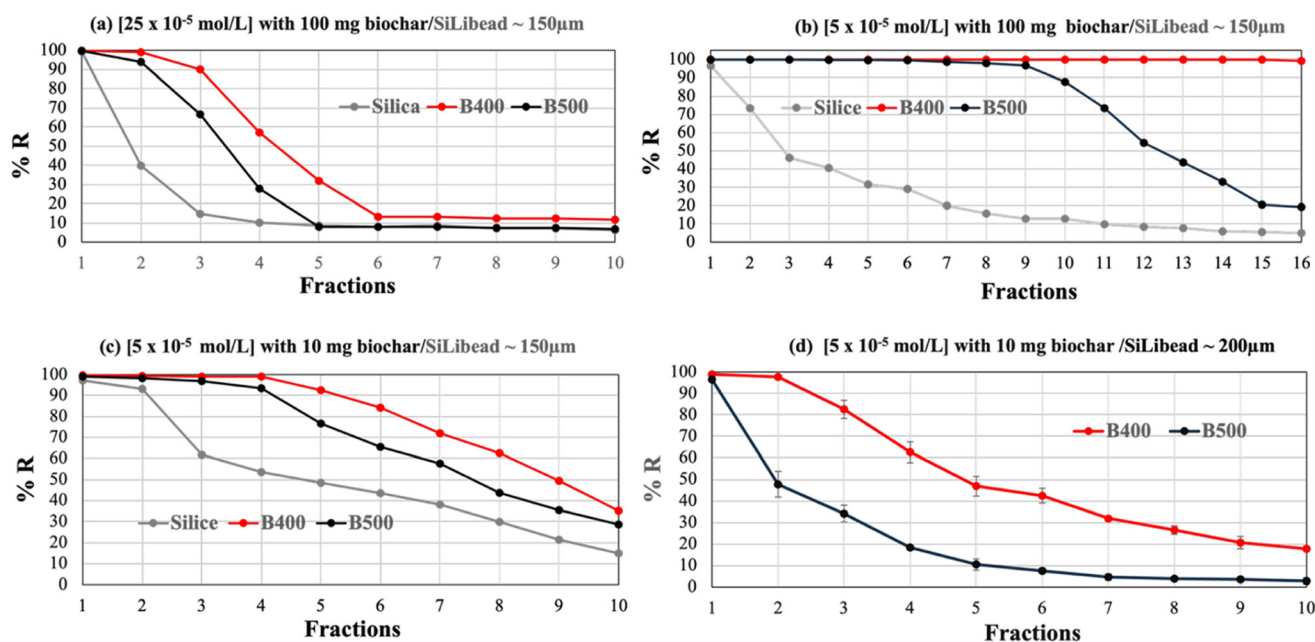 (a) [25 x 10⁻⁵ mol/L] with 100 mg biochar/SiLibead ~ 150µm
% R
100
90
80
70
60
50
40
30
20
10
0
Silica B400 B500
1 2 3 4 5 6 7 8 9 10
Fractions
(b) [5 x 10⁻⁵ mol/L] with 100 mg biochar/SiLibead ~ 150µm
% R
100
90
80
70
60
50
40
30
20
10
0
Silice B400 B500
1 2 3 4 5 6 7 8 9 10 11 12 13 14 15 16
Fractions
(c) [5 x 10⁻⁵ mol/L] with 10 mg biochar/SiLibead ~ 150µm
% R
100
90
80
70
60
50
40
30
20
10
0
Silice B400 B500
1 2 3 4 5 6 7 8 9 10
Fractions
(d) [5 x 10⁻⁵ mol/L] with 10 mg biochar /SiLibead ~ 200µm
% R
100
90
80
70
60
50
40
30
20
10
0
B400 B500
1 2 3 4 5 6 7 8 9 10
Fractions